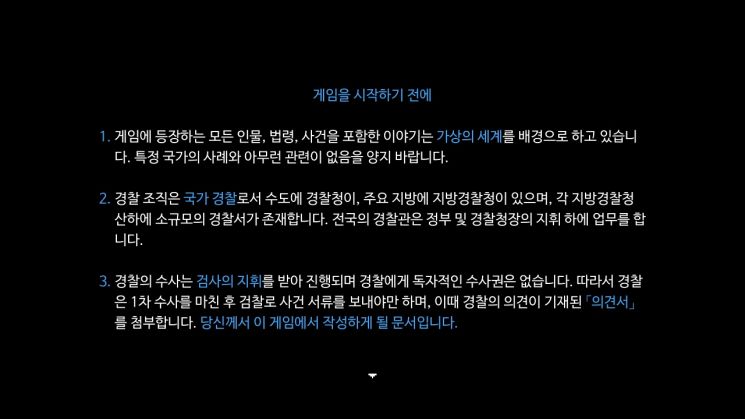 게임을 시작하기 전에
1. 게임에 등장하는 모든 인물, 법령, 사건을 포함한 이야기는 가상의 세계를 배경으로 하고 있습니
다. 특정 국가의 사례와 아무런 관련이 없음을 양지 바랍니다.
2. 경찰 조직은 국가 경찰로서 수도에 경찰청이, 주요 지방에 지방경찰청이 있으며, 각 지방경찰청
산하에 소규모의 경찰서가 존재합니다. 전국의 경찰관은 정부 및 경찰청장의 지휘 하에 업무를 합
니다.
3. 경찰의 수사는 검사의 지휘를 받아 진행되며 경찰에게 독자적인 수사권은 없습니다. 따라서 경찰
은 1차 수사를 마친 후 검찰로 사건 서류를 보내야만 하며, 이때 경찰의 의견이 기재된 「의견서」
를 첨부합니다. 당신께서 이 게임에서 작성하게 될 문서입니다.